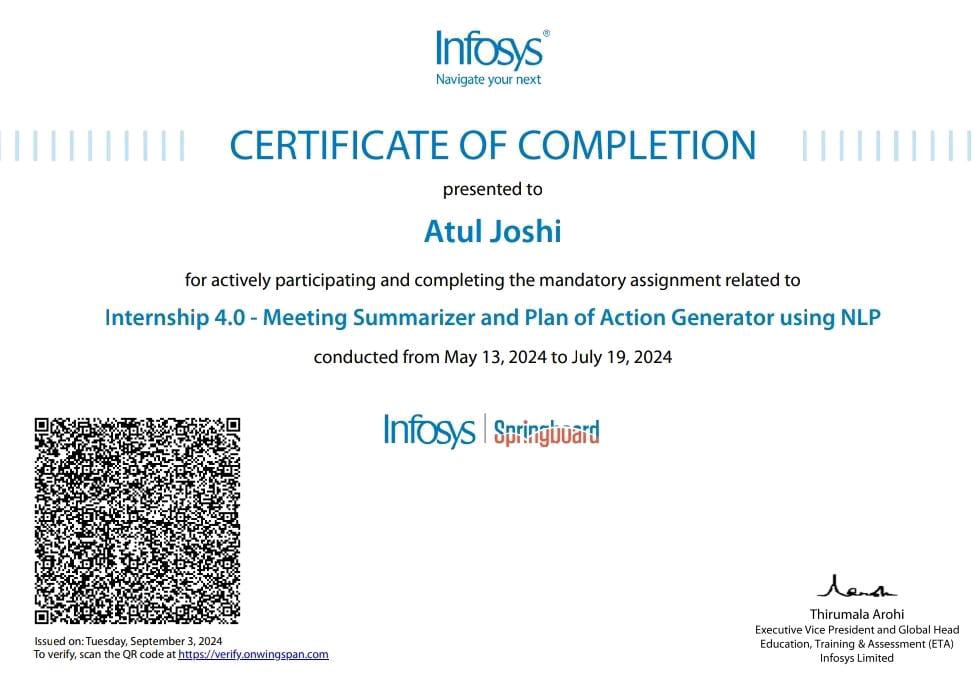 Infosys®
Navigate your next
CERTIFICATE OF COMPLETION
presented to
Atul Joshi
for actively participating and completing the mandatory assignment related to
Internship 4.0 - Meeting Summarizer and Plan of Action Generator using NLP
conducted from May 13, 2024 to July 19, 2024
Infosys | Springboard
Issued on: Tuesday, September 3, 2024
To verify, scan the QR code at https://verify.onwingspan.com
Thirumala Arohi
Executive Vice President and Global Head
Education, Training & Assessment (ETA)
Infosys Limited